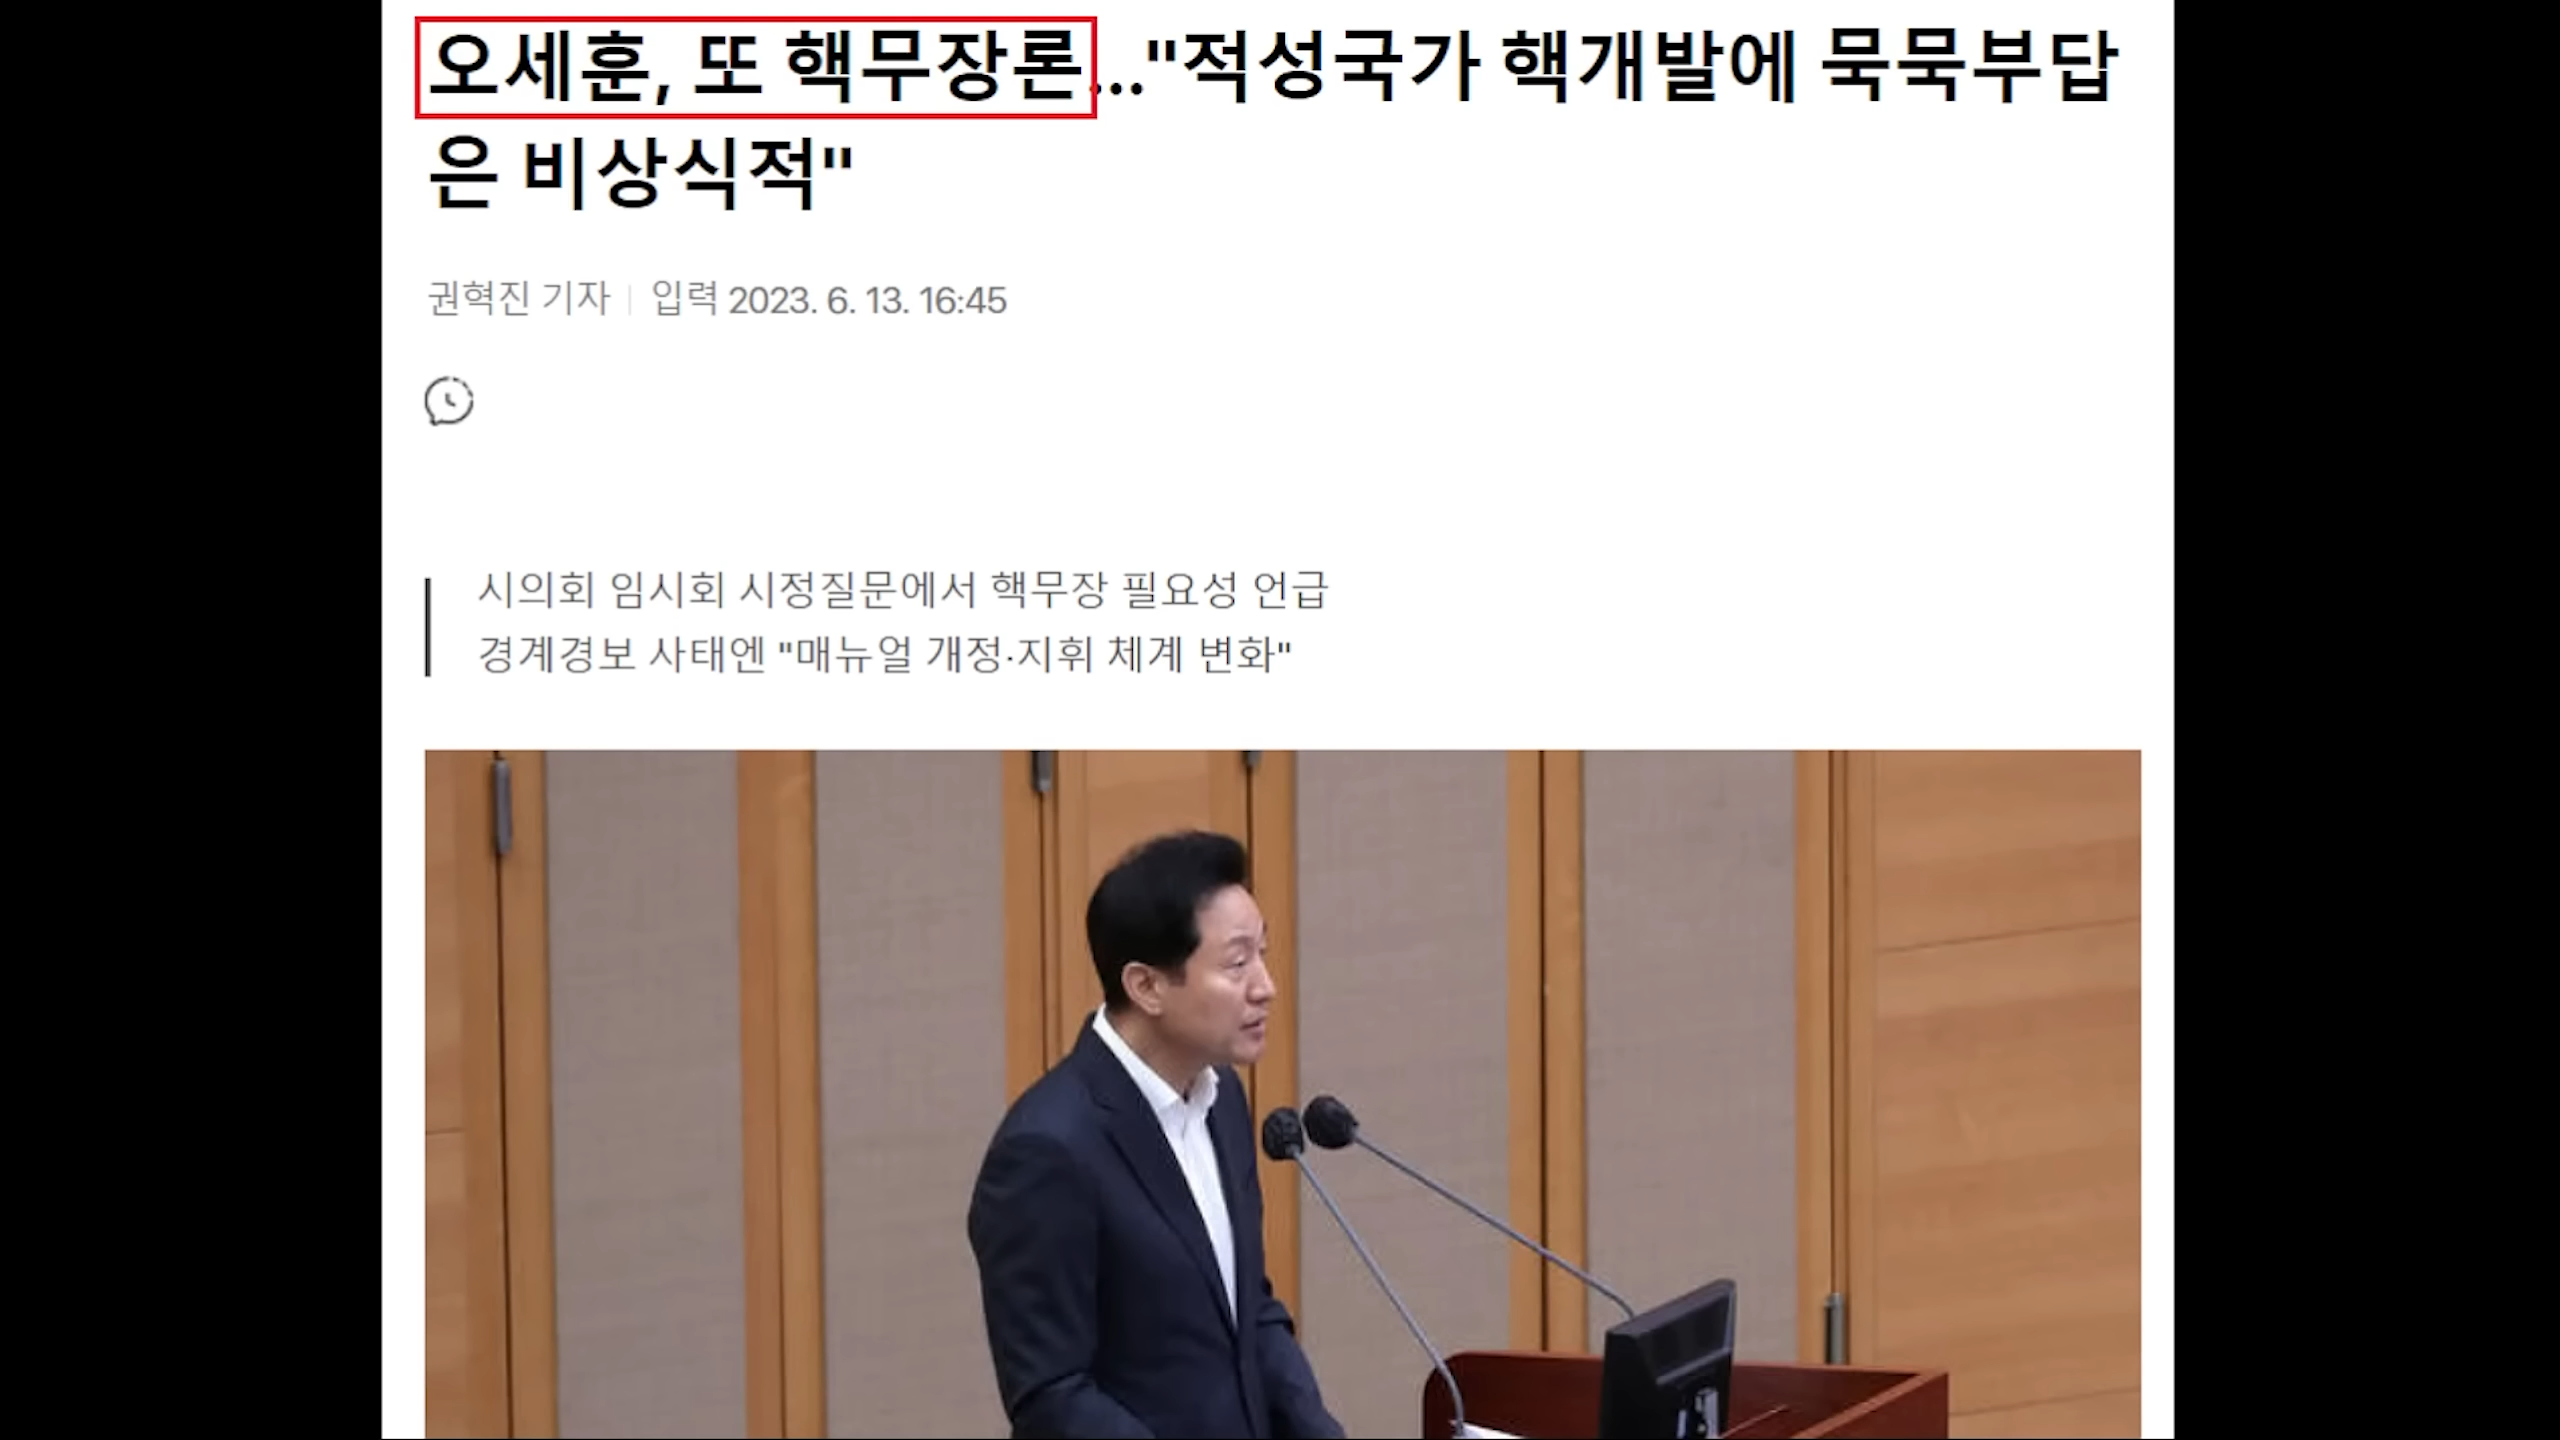 오세훈, 또 핵무장론..."적성국가 핵개발에 묵묵부답
은 비상식적"
권혁진 기자 | 입력 2023. 6. 13. 16:45
시의회 임시회 시정질문에서 핵무장 필요성 언급
경계경보 사태엔 "매뉴얼 개정·지휘 체계 변화"